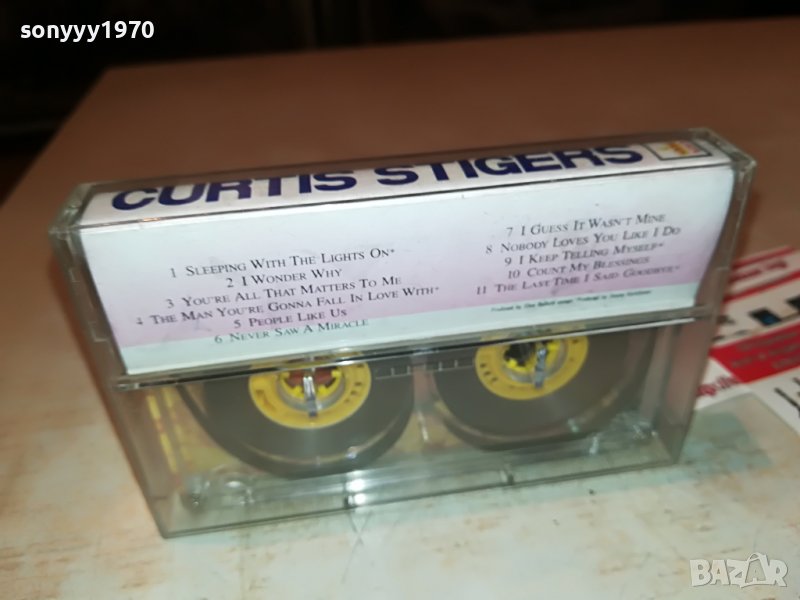 sonyyy1970
CURTIS STIGERS
1 SLEEPING WITH THE LIGHTS ON*
2 I WONDER WHY
3 YOU'RE ALL THAT MATTERS TO ME
4 THE MAN YOU'RE GONNA FALL IN LOVE WITH*
5 PEOPLE LIKE US
6 NEVER SAW A MIRACLE
7 I GUESS IT WASN'T MINE
8 NOBODY LOVES YOU LIKE I DO
9 I KEEP TELLING MYSELF*
10 COUNT MY BLESSINGS
11 THE LAST TIME I SAID GOODBYE*
BAZAR